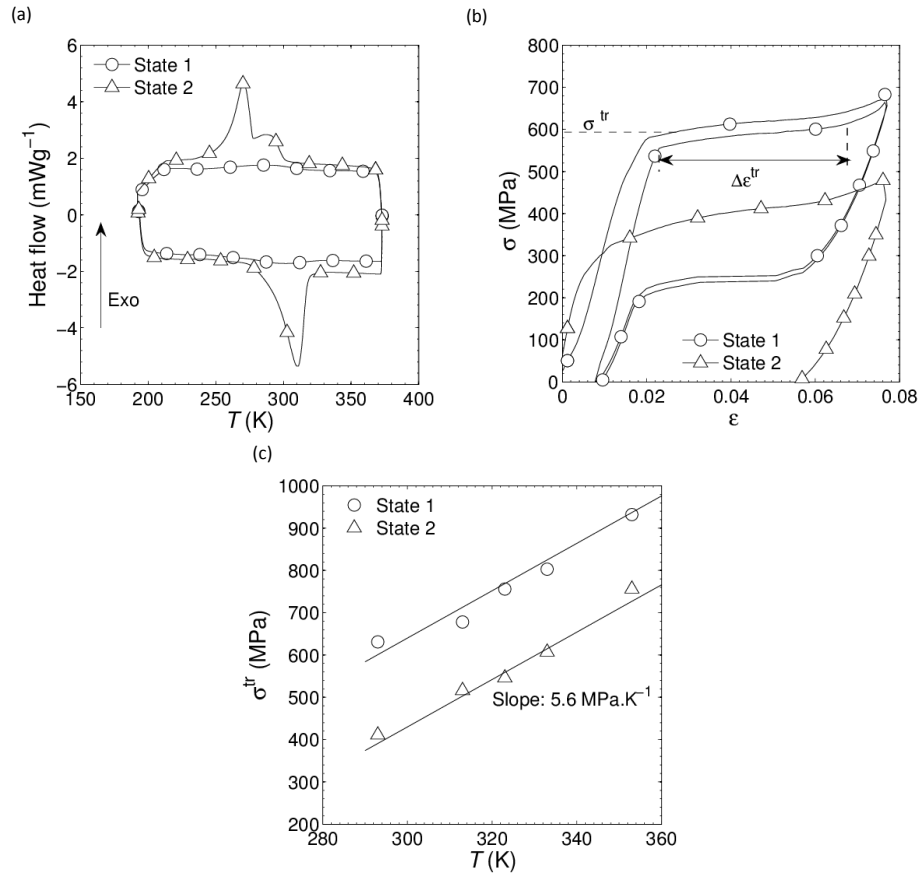 (a)
6
4
2
0
−2
−4
−6
150
200
250
300
350
400
Heat flow (mWg⁻¹)
T (K)
State 1
State 2
Exo
(b)
800
700
600
500
400
300
200
100
0
0
0.02
0.04
0.06
0.08
σ (MPa)
ε
σ tr
Δεtr
State 1
State 2
(c)
1000
900
800
700
600
500
400
300
200
280
300
320
340
360
σtr (MPa)
T (K)
State 1
State 2
Slope: 5.6 MPa.K⁻¹